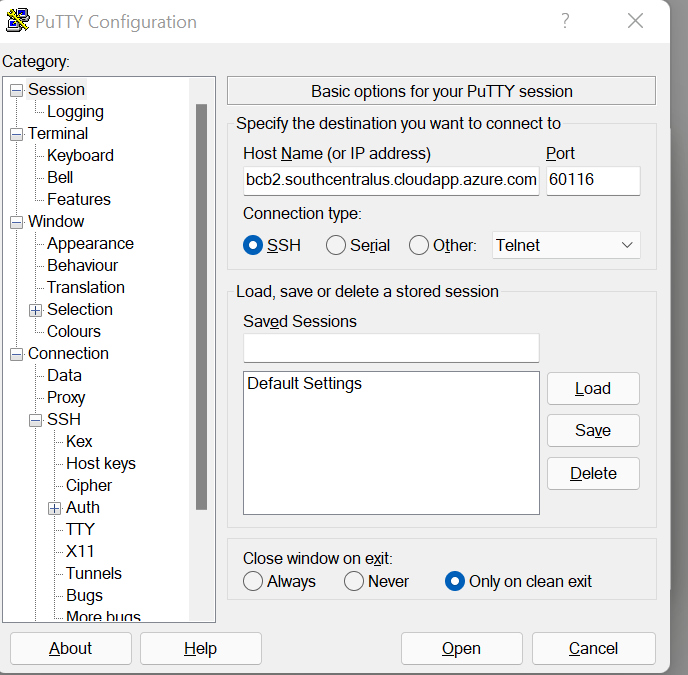 PuTTY Configuration
?
Category:
Session
Logging
Terminal
Keyboard
Bell
Features
Window
Appearance
Behaviour
Translation
Selection
Colours
Connection
Data
Proxy
SSH
Kex
Host keys
Cipher
Auth
TTY
X11
Tunnels
Bugs
More bugs
Basic options for your PuTTY session
Specify the destination you want to connect to
Host Name (or IP address) Port
bcb2.southcentralus.cloudapp.azure.com 60116
Connection type:
SSH Serial Other: Telnet
Load, save or delete a stored session
Saved Sessions
Default Settings
Load
Save
Delete
Close window on exit:
Always Never Only on clean exit
About Help Open Cancel